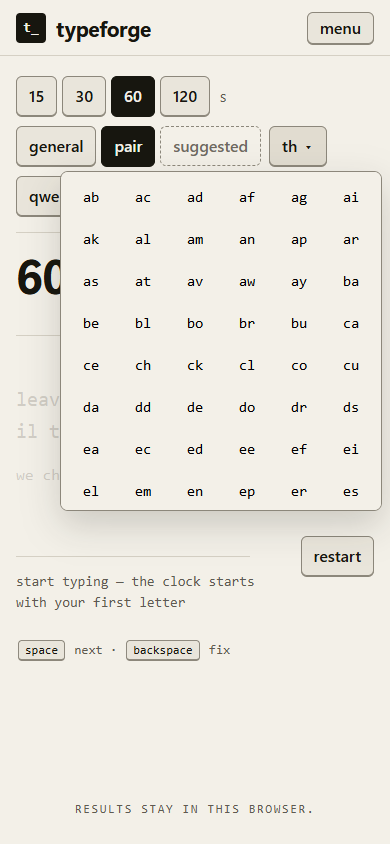 t_ typeforge menu
15 30 60 120 s
general pair suggested th
qwe
ab ac ad af ag ai
ak al am an ap ar
as at av aw ay ba
be bl bo br bu ca
ce ch ck cl co cu
da dd de do dr ds
ea ec ed ee ef ei
el em en ep er es
60
leav
il t
we ch
restart
start typing — the clock starts
with your first letter
space next · backspace fix
RESULTS STAY IN THIS BROWSER.